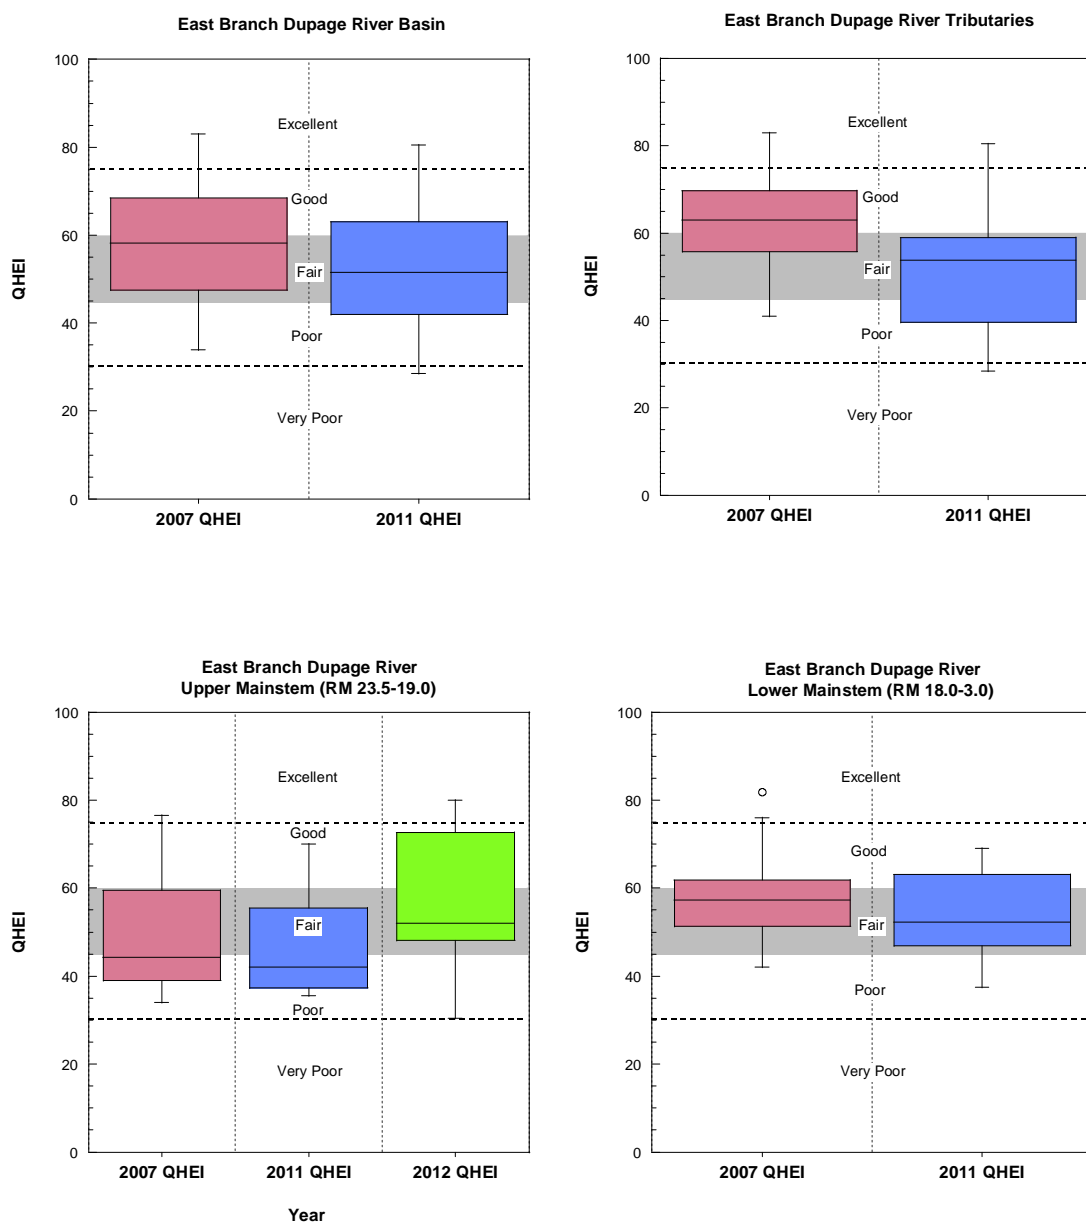 East Branch Dupage River Basin
100
80
60
40
20
0
QHEI
Excellent
Good
Fair
Poor
Very Poor
2007 QHEI
2011 QHEI
East Branch Dupage River Tributaries
100
80
60
40
20
0
QHEI
Excellent
Good
Fair
Poor
Very Poor
2007 QHEI
2011 QHEI
East Branch Dupage River
Upper Mainstem (RM 23.5-19.0)
100
80
60
40
20
0
QHEI
Excellent
Good
Fair
Poor
Very Poor
2007 QHEI
2011 QHEI
2012 QHEI
Year
East Branch Dupage River
Lower Mainstem (RM 18.0-3.0)
100
80
60
40
20
0
QHEI
Excellent
Good
Fair
Poor
Very Poor
2007 QHEI
2011 QHEI